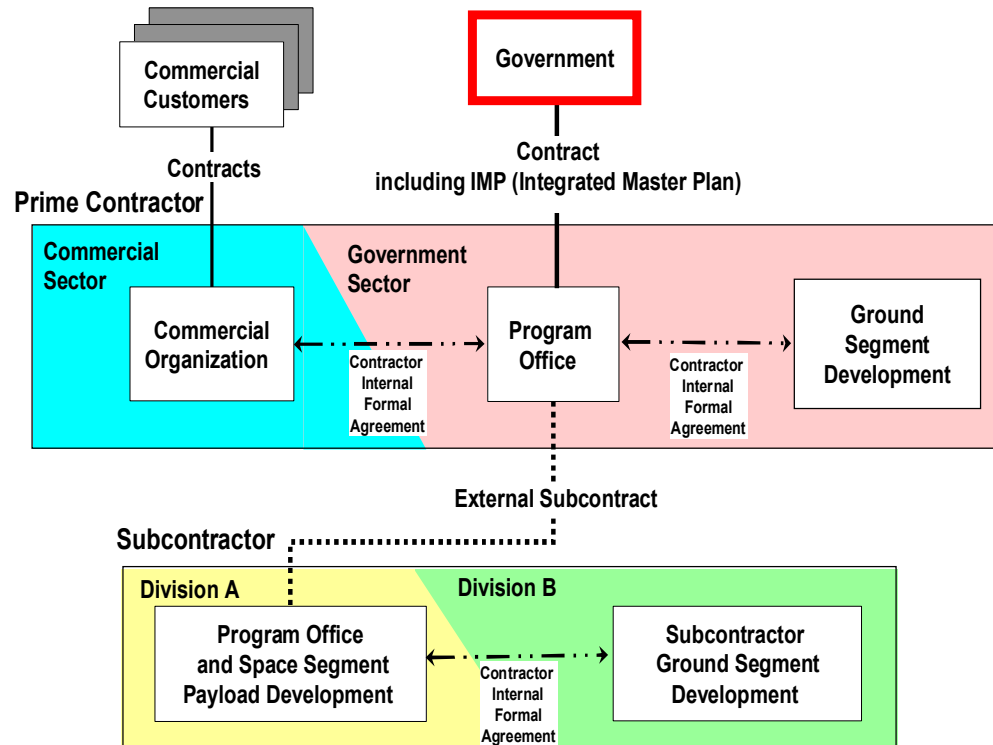 Commercial
Customers
Government
Contracts
Contract
including IMP (Integrated Master Plan)
Prime Contractor
Commercial
Sector
Government
Sector
Commercial
Organization
Program
Office
Ground
Segment
Development
Contractor
Internal
Formal
Agreement
Contractor
Internal
Formal
Agreement
External Subcontract
Subcontractor
Division A
Division B
Program Office
and Space Segment
Payload Development
Subcontractor
Ground Segment
Development
Contractor
Internal
Formal
Agreement